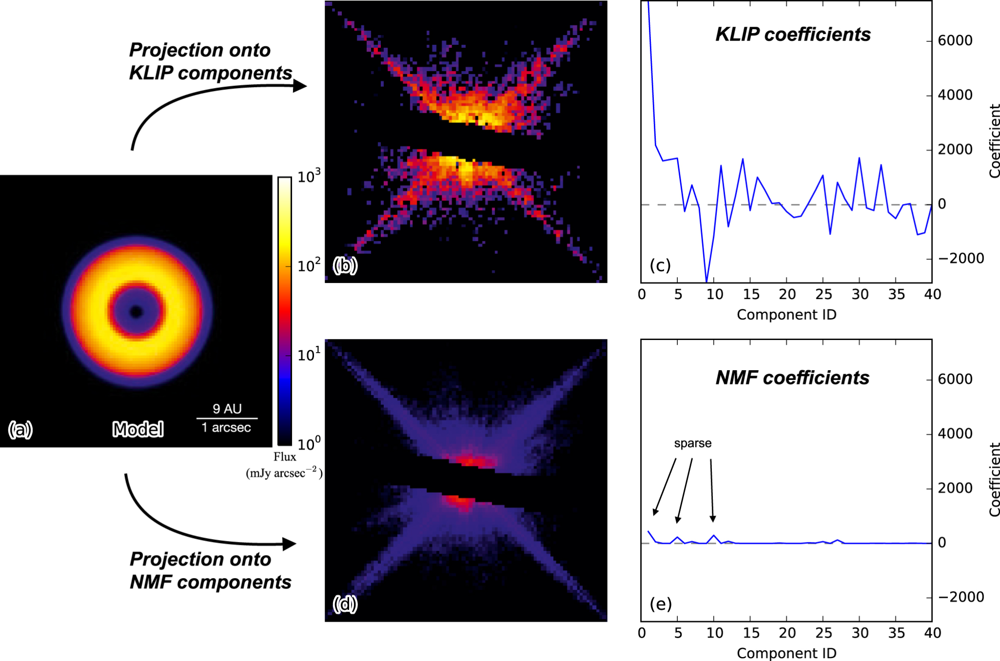 Projection onto
KLIP components
(b)
KLIP coefficients
6000
4000
2000
0
−2000
Coefficient
(c)
0 5 10 15 20 25 30 35 40
Component ID
10³
10²
10¹
10⁰
Flux
(mJy arcsec⁻²)
9 AU
1 arcsec
(a)
Model
Projection onto
NMF components
(d)
NMF coefficients
6000
4000
2000
0
−2000
Coefficient
sparse
(e)
0 5 10 15 20 25 30 35 40
Component ID